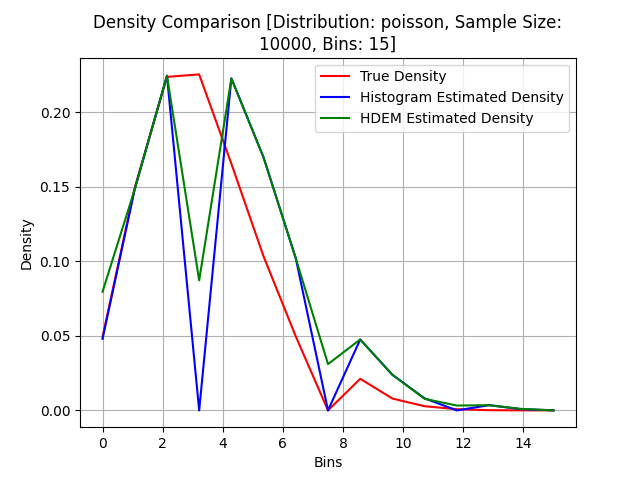 Density Comparison [Distribution: poisson, Sample Size:
10000, Bins: 15]
True Density
Histogram Estimated Density
HDEM Estimated Density
Density
0.20
0.15
0.10
0.05
0.00
0 2 4 6 8 10 12 14
Bins